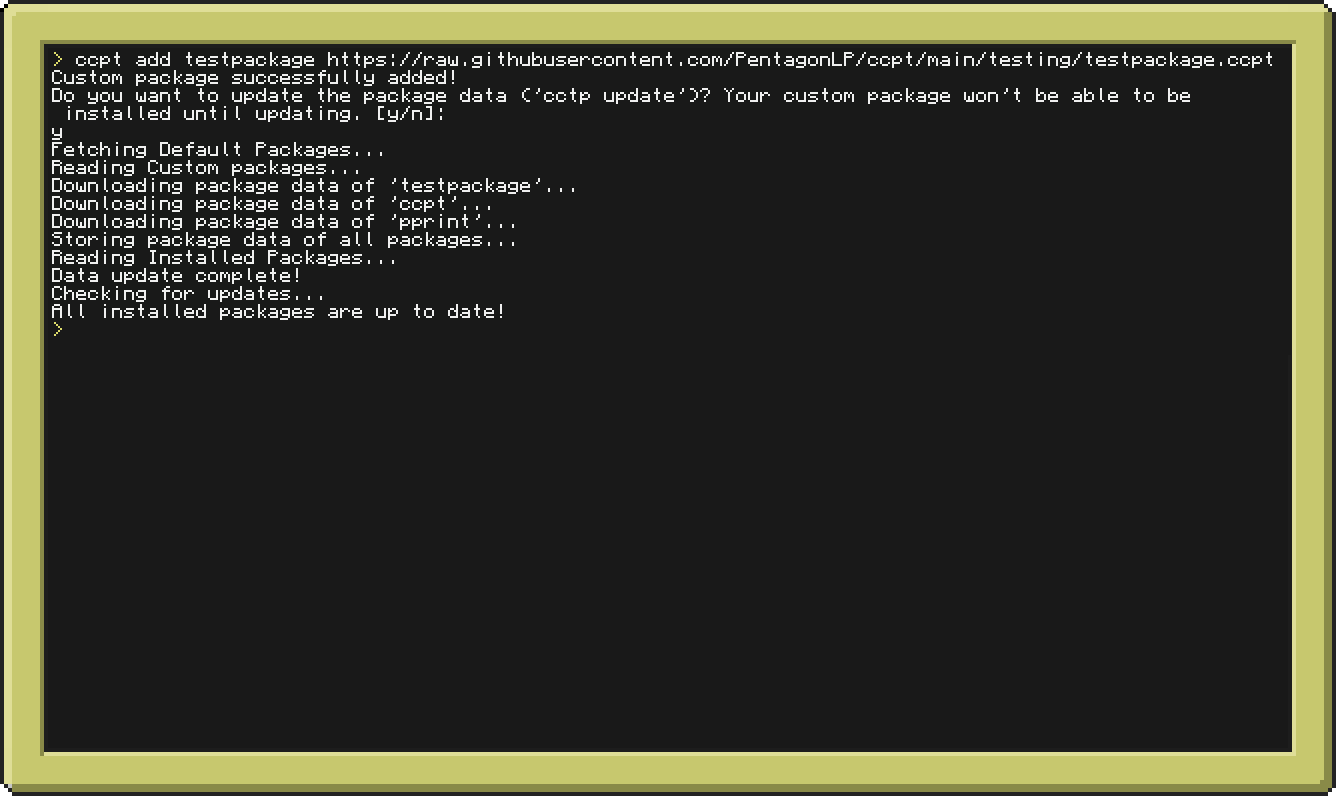 > ccpt add testpackage https://raw.githubusercontent.com/PentagonLP/ccpt/main/testing/testpackage.ccpt
Custom package successfully added!
Do you want to update the package data ('cctp update')? Your custom package won't be able to be
installed until updating. [y/n]:
y
Fetching Default Packages...
Reading Custom packages...
Downloading package data of 'testpackage'...
Downloading package data of 'ccpt'...
Downloading package data of 'pprint'...
Storing package data of all packages...
Reading Installed Packages...
Data update complete!
Checking for updates...
All installed packages are up to date!
>